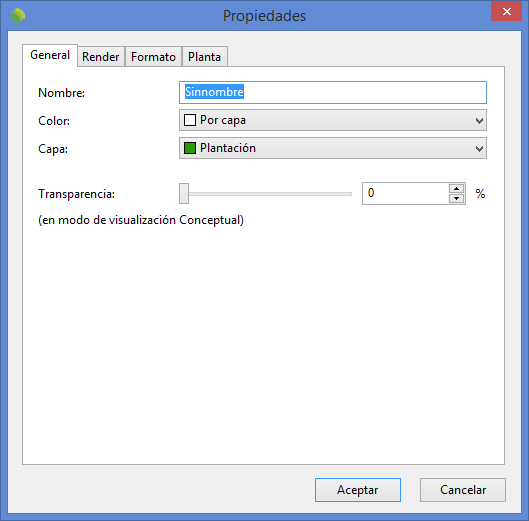 Propiedades
General Render Formato Planta
Nombre: Sinnombre
Color: Por capa
Capa: Plantación
Transparencia: 0 %
(en modo de visualización Conceptual)
Aceptar Cancelar